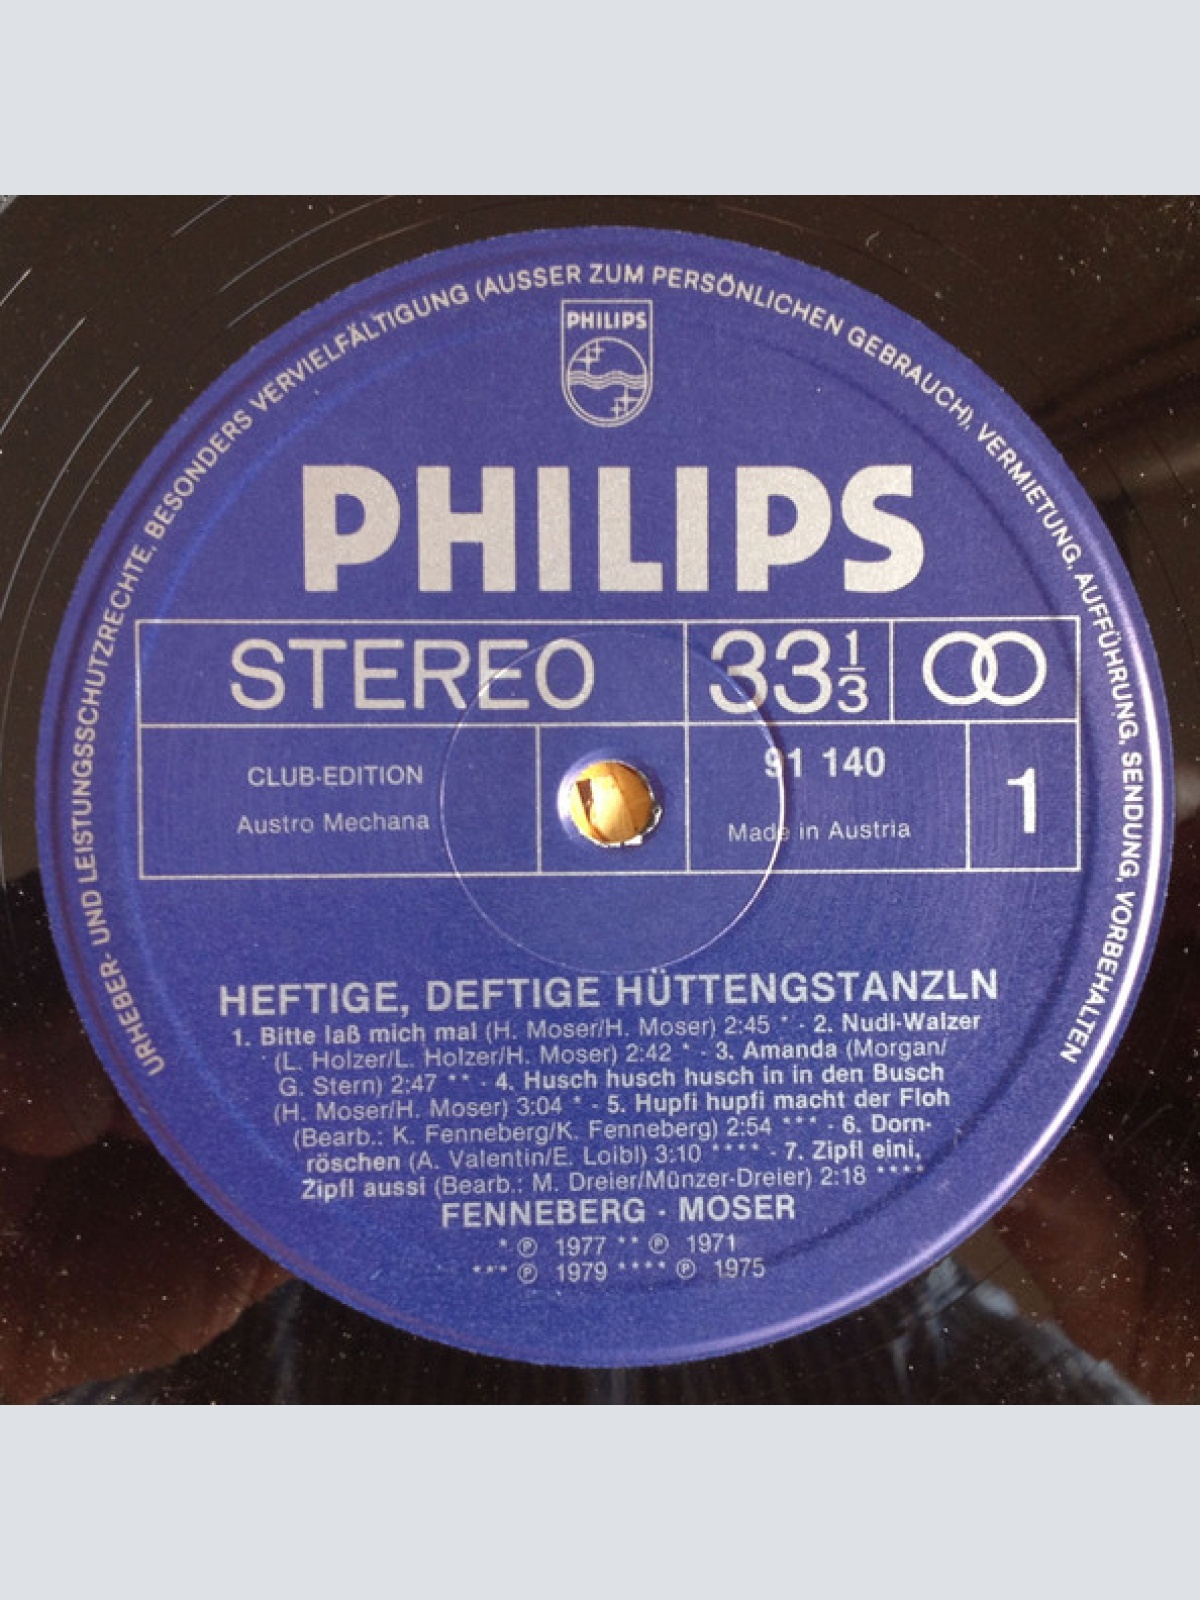 URHEBER- UND LEISTUNGSSCHUTZRECHTE, BESONDERS VERVIELFÄLTIGUNG (AUSSER ZUM PERSÖNLICHEN GEBRAUCH), VERMIETUNG, AUFFÜHRUNG, SENDUNG, VORBEHALTEN
PHILIPS
PHILIPS
STEREO 33 1/3
CLUB-EDITION 91 140 1
Austro Mechana Made in Austria
HEFTIGE, DEFTIGE HÜTTENGSTANZLN
1. Bitte laß mich mal (H. Moser/H. Moser) 2:45 * · 2. Nudl-Walzer
(L. Holzer/L. Holzer/H. Moser) 2:42 * · 3. Amanda (Morgan/
G. Stern) 2:47 ** · 4. Husch husch husch in in den Busch
(H. Moser/H. Moser) 3:04 * · 5. Hupfi hupfi macht der Floh
(Bearb.: K. Fenneberg/K. Fenneberg) 2:54 *** · 6. Dorn-
röschen (A. Valentin/E. Loibl) 3:10 **** · 7. Zipfl eini,
Zipfl aussi (Bearb.: M. Dreier/Münzer-Dreier) 2:18 ****
FENNEBERG · MOSER
* ℗ 1977 ** ℗ 1971
*** ℗ 1979 **** ℗ 1975